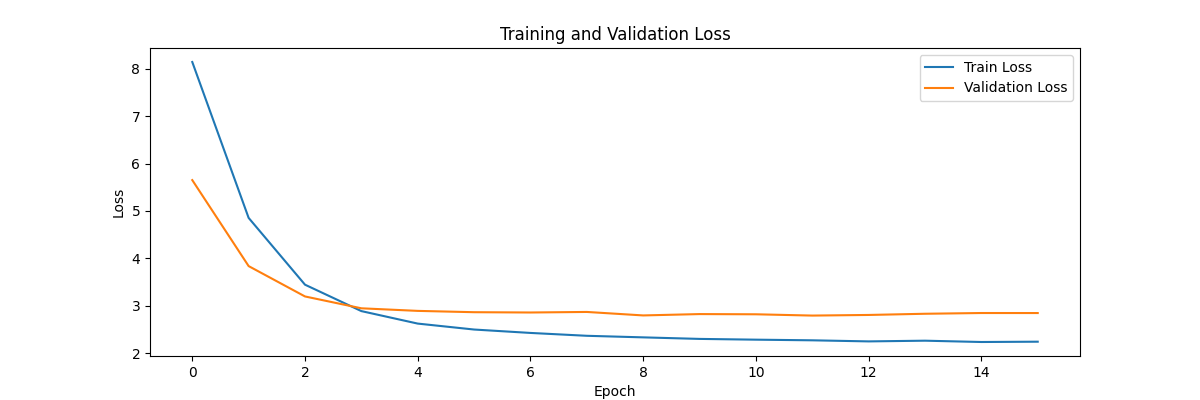 Training and Validation Loss
Train Loss
Validation Loss
8
7
6
5
4
3
2
Loss
0 2 4 6 8 10 12 14
Epoch